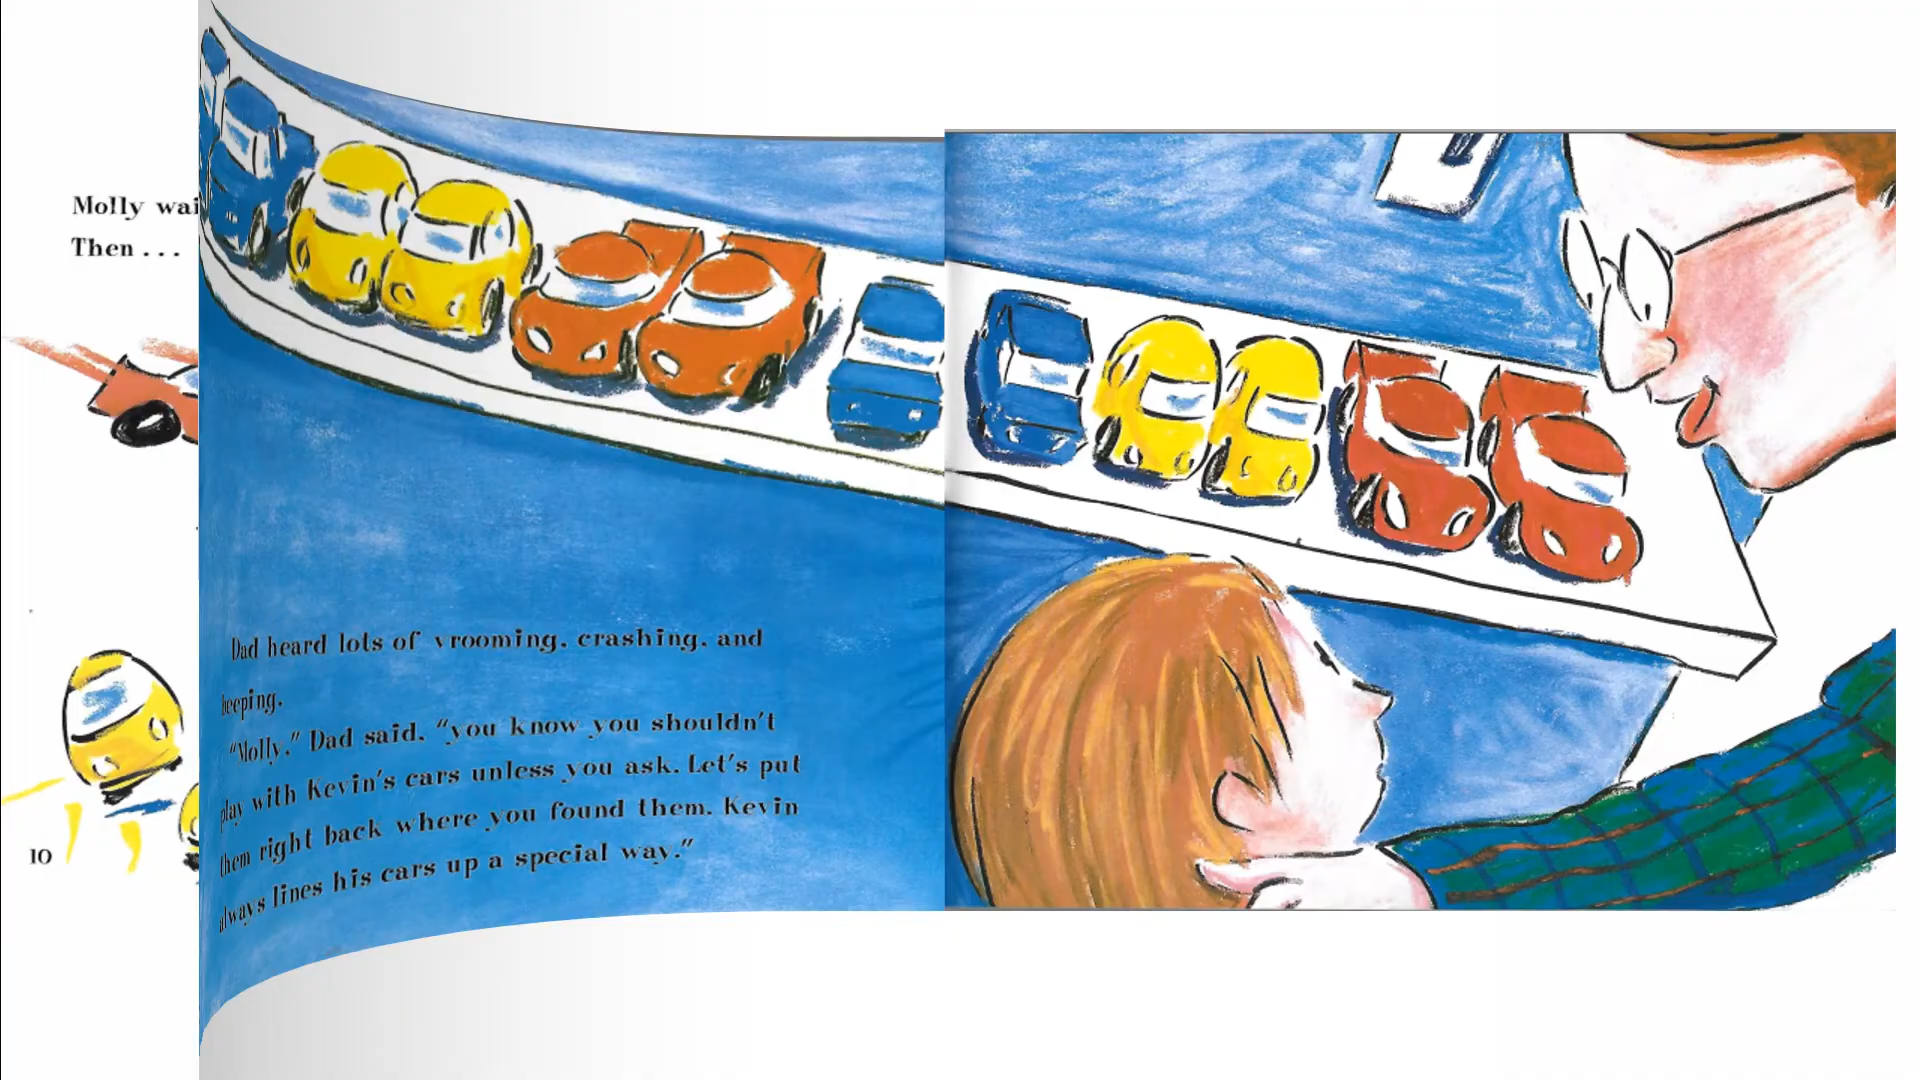 Molly wai
Then . . .
10
Dad heard lots of vrooming, crashing, and
beeping.
“Molly,” Dad said, “you know you shouldn’t
play with Kevin’s cars unless you ask. Let’s put
them right back where you found them. Kevin
always lines his cars up a special way.”